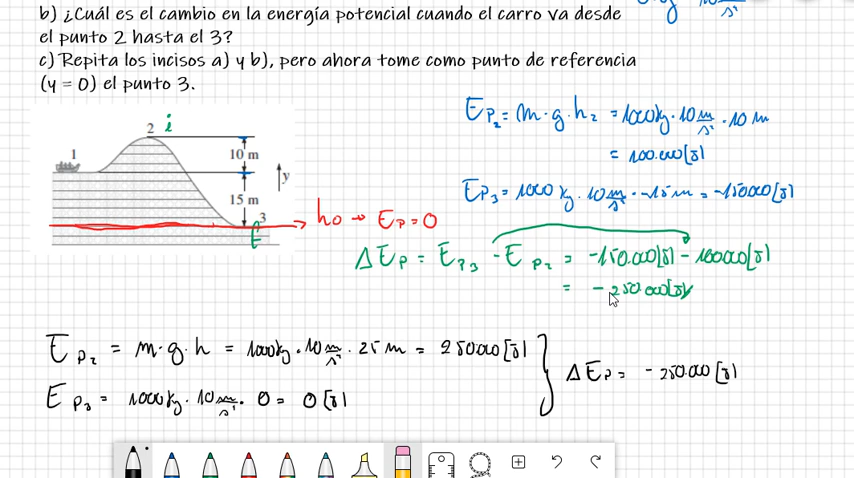 b) ¿Cuál es el cambio en la energía potencial cuando el carro va desde
el punto 2 hasta el 3?
c) Repita los incisos a) y b), pero ahora tome como punto de referencia
(y = 0) el punto 3.
2 i
1
10 m
y
15 m
3
f
h0 → Ep=0
Ep₂ = m·g·h₂ = 1000kg·10 m/s²·10 m
= 100.000[J]
Ep₃ = 1000 kg·10 m/s²·-15 m = -150000[J]
ΔEp = Ep₃ - Ep₂ = -150.000[J] - 100000[J]
= -250.000[J]
Ep₂ = m·g·h = 1000kg·10 m/s²·25 m = 250000[J]
Ep₃ = 1000kg·10 m/s²·0 = 0[J]
ΔEp = -250.000[J]